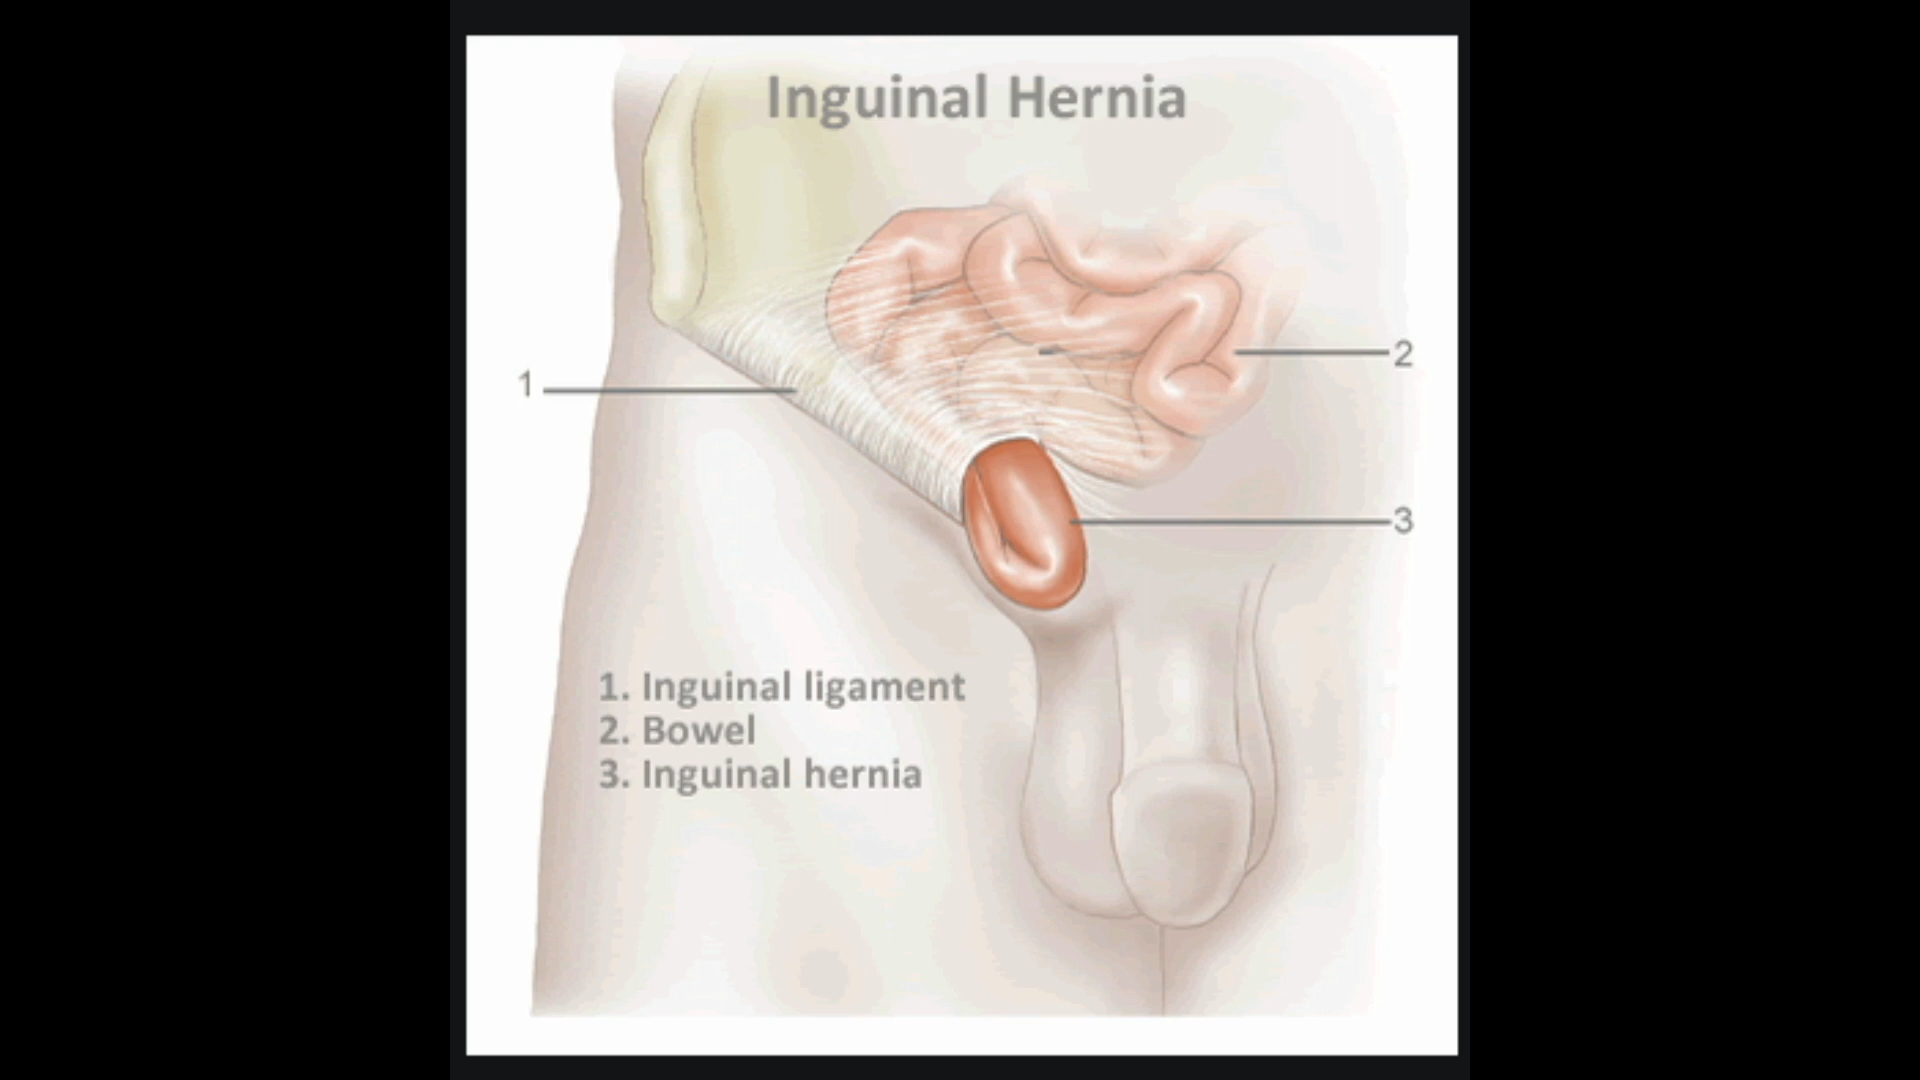 Inguinal Hernia
1
2
3
1. Inguinal ligament
2. Bowel
3. Inguinal hernia